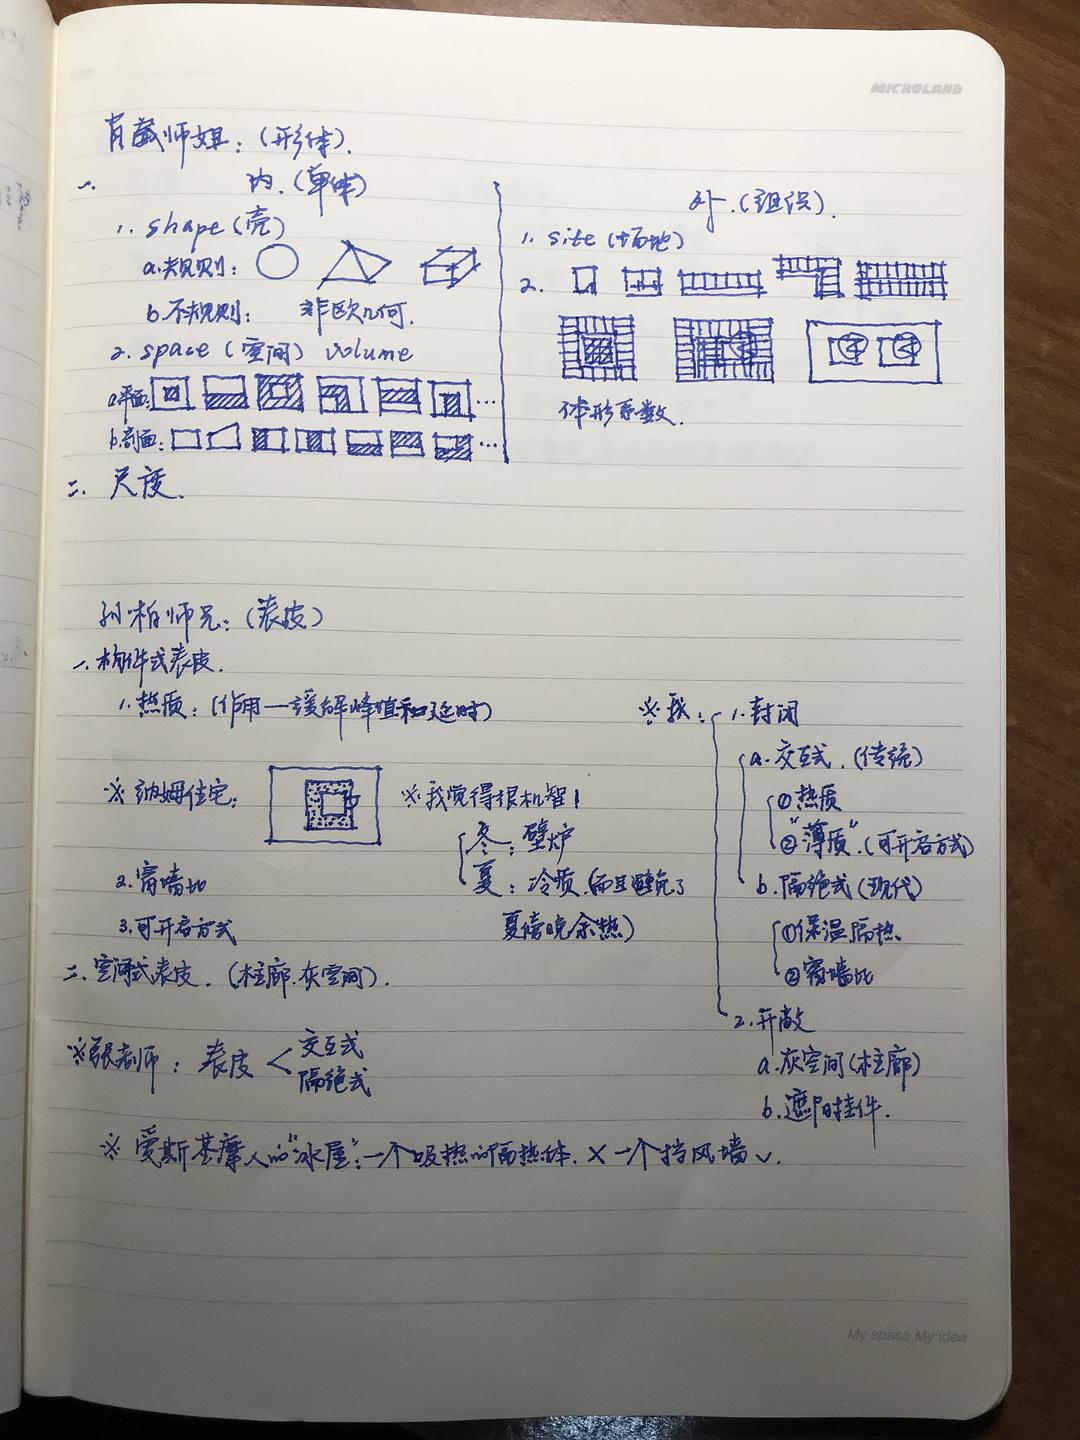 MICROLAND
师姐：（形体）.
一. 内.（单体）
1. shape（壳）
a.规则：
b.不规则： 非欧几何.
2. space（空间） volume
a.平面：
...
b.剖面：
...
外.（组织）.
1. site（场地）
2.
体形系数.
二. 尺度.
孙柏师兄：（表皮）
一. 构件式表皮.
1. 热质：（作用—缓解峰值和延时）
※ 纳姆住宅：
※ 我觉得很机智！
冬：壁炉
夏：冷质.（而且避免了
夏傍晚余热）
2. 窗墙比
3. 可开启方式
二. 空间式表皮.（柱廊.灰空间）.
※ 张老师：表皮＜
交互式
隔绝式
※ 我：
1. 封闭
a. 交互式.（传统）
①热质
②"薄质".（可开启方式）
b. 隔绝式（现代）
①保温隔热
②窗墙比
2. 开敞
a. 灰空间（柱廊）
b. 遮阳挂件.
※ 爱斯基摩人的"冰屋"：一个吸热的隔热体. × 一个挡风墙 ✓.
My space,My idea